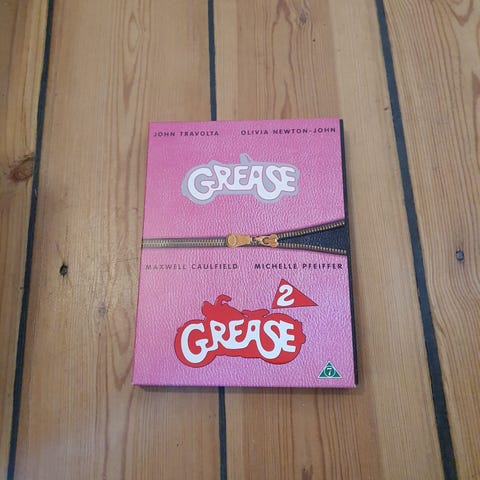 JOHN TRAVOLTA OLIVIA NEWTON-JOHN
GREASE
MAXWELL CAULFIELD MICHELLE PFEIFFER
2
GREASE
7